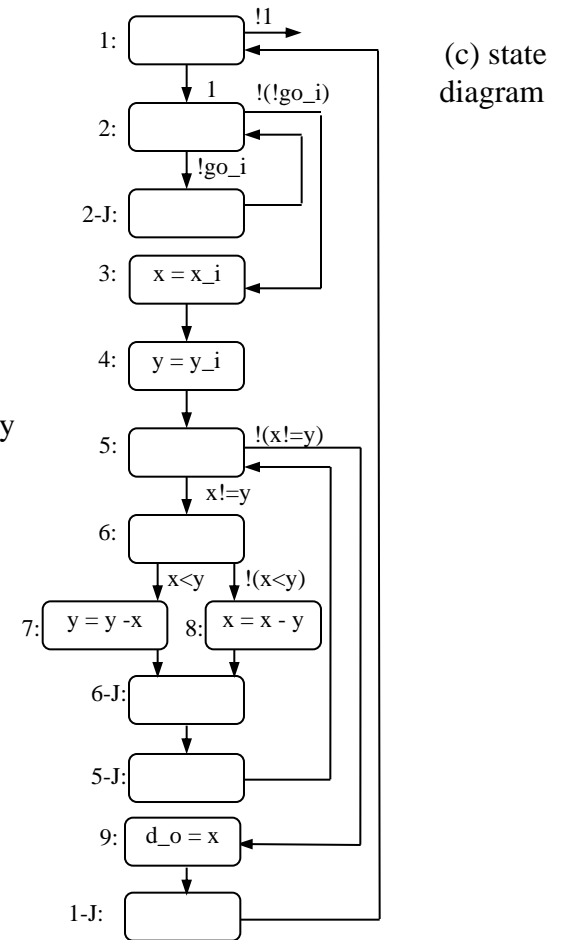 !1
1:
(c) state
diagram
1
!(!go_i)
2:
!go_i
2-J:
3:
x = x_i
4:
y = y_i
y
!(x!=y)
5:
x!=y
6:
x<y
!(x<y)
7:
y = y -x
8:
x = x - y
6-J:
5-J:
9:
d_o = x
1-J: